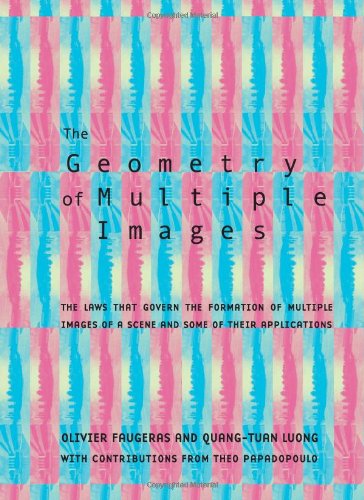 The
Geometry
of Multiple
Images
THE LAWS THAT GOVERN THE FORMATION OF MULTIPLE
IMAGES OF A SCENE AND SOME OF THEIR APPLICATIONS
OLIVIER FAUGERAS AND QUANG-TUAN LUONG
WITH CONTRIBUTIONS FROM THEO PAPADOPOULO